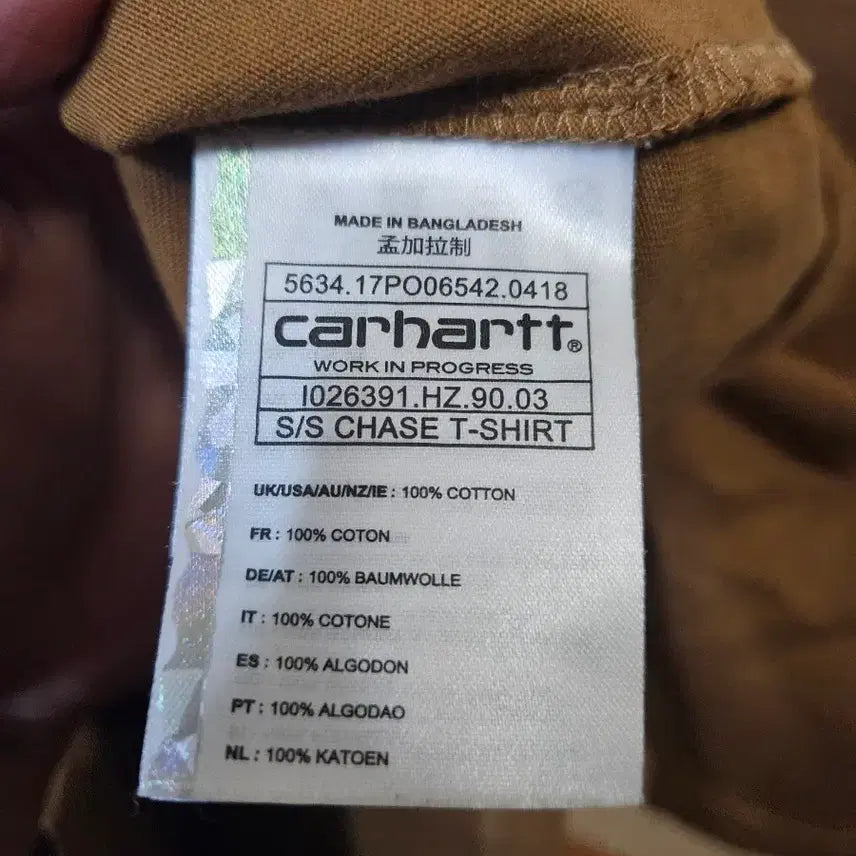 MADE IN BANGLADESH
孟加拉制
5634.17PO06542.0418
carhartt®
WORK IN PROGRESS
I026391.HZ.90.03
S/S CHASE T-SHIRT
UK/USA/AU/NZ/IE : 100% COTTON
FR : 100% COTON
DE/AT : 100% BAUMWOLLE
IT : 100% COTONE
ES : 100% ALGODON
PT : 100% ALGODAO
NL : 100% KATOEN